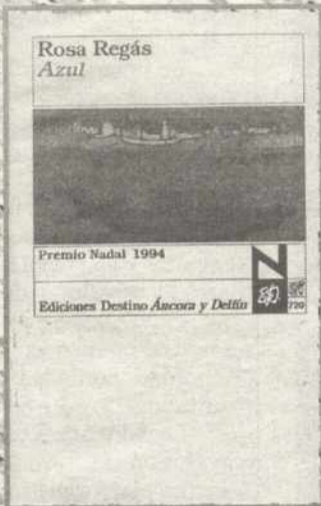 Rosa Regás
Azul
Premio Nadal 1994
N
Ediciones Destino Áncora y Delfín
720